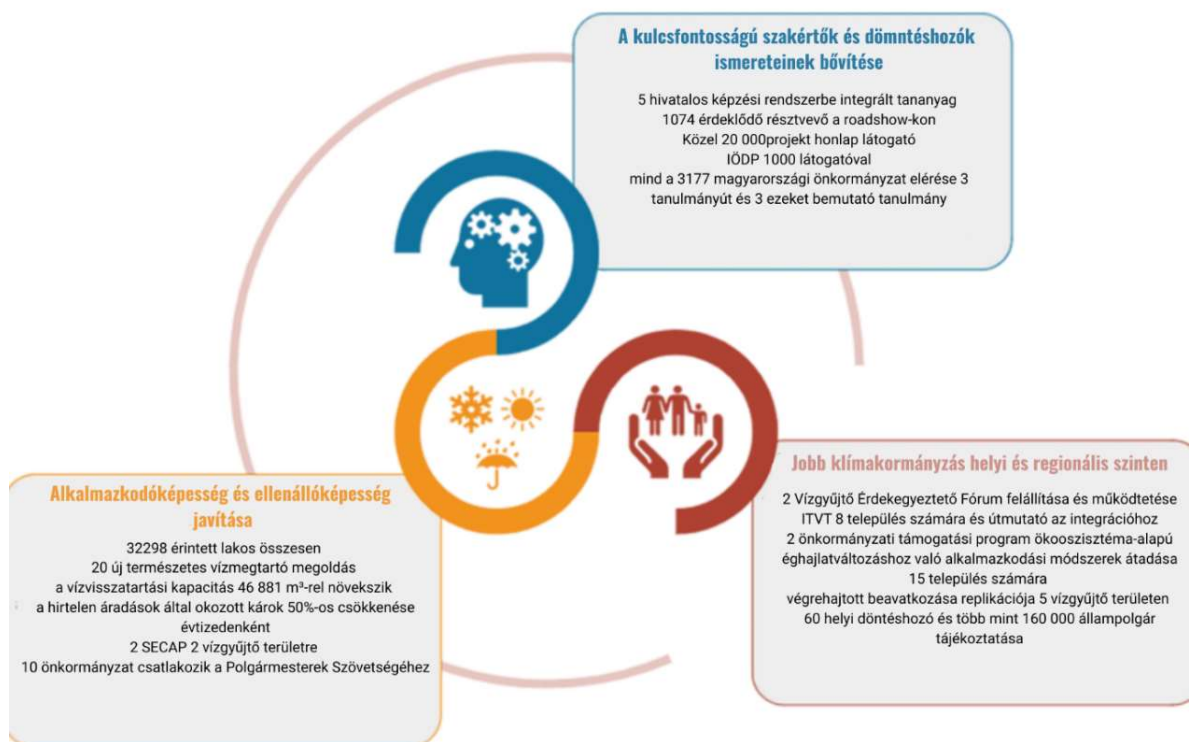 A kulcsfontosságú szakértők és dömntéshozók
ismereteinek bővítése
5 hivatalos képzési rendszerbe integrált tananyag
1074 érdeklődő résztvevő a roadshow-kon
Közel 20 000projekt honlap látogató
IÖDP 1000 látogatóval
mind a 3177 magyarországi önkormányzat elérése 3
tanulmányút és 3 ezeket bemutató tanulmány
Alkalmazkodóképesség és ellenállóképesség
javítása
32298 érintett lakos összesen
20 új természetes vízmegtartó megoldás
a vízvisszatartási kapacitás 46 881 m³-rel növekszik
a hirtelen áradások által okozott károk 50%-os csökkenése
évtizedenként
2 SECAP 2 vízgyűjtő területre
10 önkormányzat csatlakozik a Polgármesterek Szövetségéhez
Jobb klímakormányzás helyi és regionális szinten
2 Vízgyűjtő Érdekegyeztető Fórum felállítása és működtetése
ITVT 8 település számára és útmutató az integrációhoz
2 önkormányzati támogatási program ökooszisztéma-alapú
éghajlatváltozáshoz való alkalmazkodási módszerek átadása
15 település számára
végrehajtott beavatkozása replikációja 5 vízgyűjtő területen
60 helyi döntéshozó és több mint 160 000 állampolgár
tájékoztatása